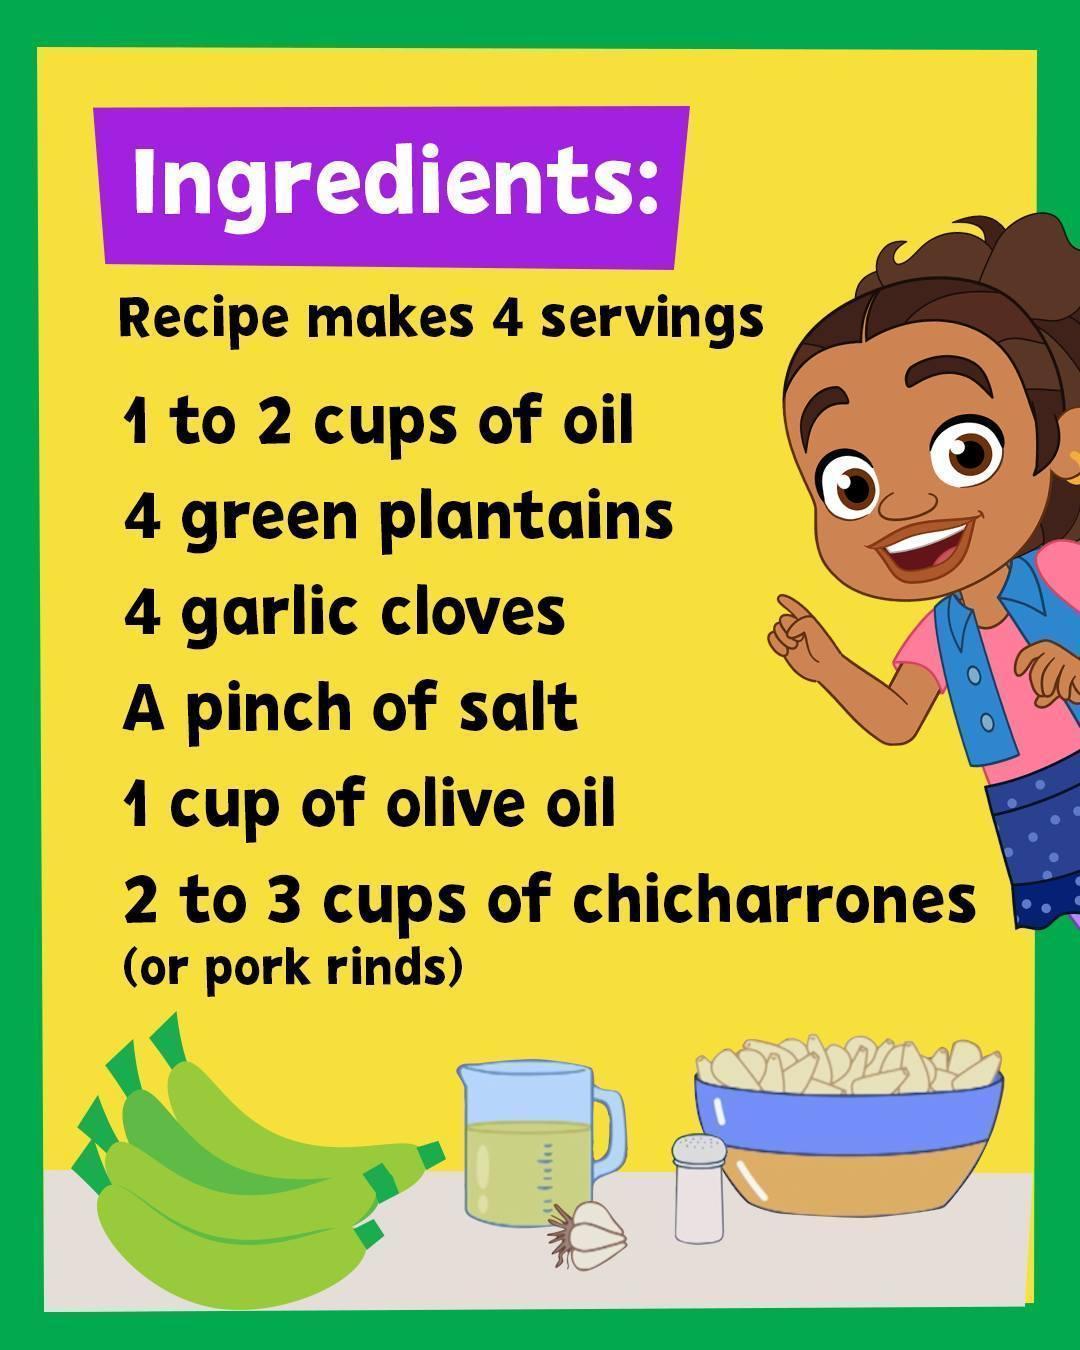 Ingredients:
Recipe makes 4 servings
1 to 2 cups of oil
4 green plantains
4 garlic cloves
A pinch of salt
1 cup of olive oil
2 to 3 cups of chicharrones
(or pork rinds)